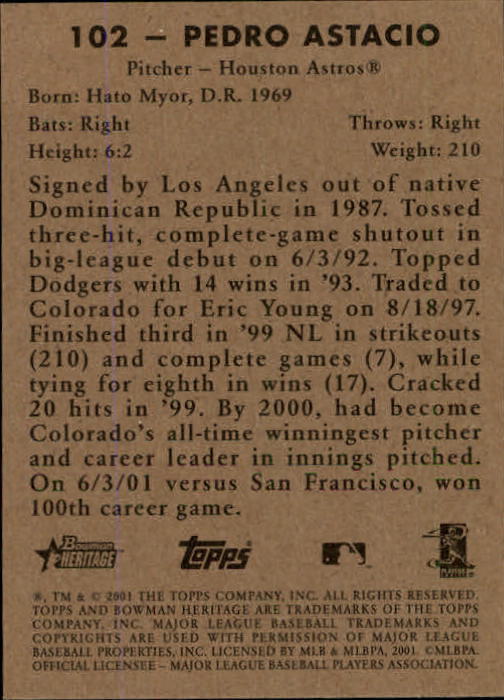 102 – PEDRO ASTACIO
Pitcher – Houston Astros®
Born: Hato Myor, D.R. 1969
Bats: Right Throws: Right
Height: 6:2 Weight: 210
Signed by Los Angeles out of native
Dominican Republic in 1987. Tossed
three-hit, complete-game shutout in
big-league debut on 6/3/92. Topped
Dodgers with 14 wins in '93. Traded to
Colorado for Eric Young on 8/18/97.
Finished third in '99 NL in strikeouts
(210) and complete games (7), while
tying for eighth in wins (17). Cracked
20 hits in '99. By 2000, had become
Colorado's all-time winningest pitcher
and career leader in innings pitched.
On 6/3/01 versus San Francisco, won
100th career game.
Bowman
HERITAGE
TOPPS
PLAYERS
®, TM & © 2001 THE TOPPS COMPANY, INC. ALL RIGHTS RESERVED.
TOPPS AND BOWMAN HERITAGE ARE TRADEMARKS OF THE TOPPS
COMPANY, INC. MAJOR LEAGUE BASEBALL TRADEMARKS AND
COPYRIGHTS ARE USED WITH PERMISSION OF MAJOR LEAGUE
BASEBALL PROPERTIES, INC. LICENSED BY MLB & MLBPA, 2001. ©MLBPA.
OFFICIAL LICENSEE – MAJOR LEAGUE BASEBALL PLAYERS ASSOCIATION.